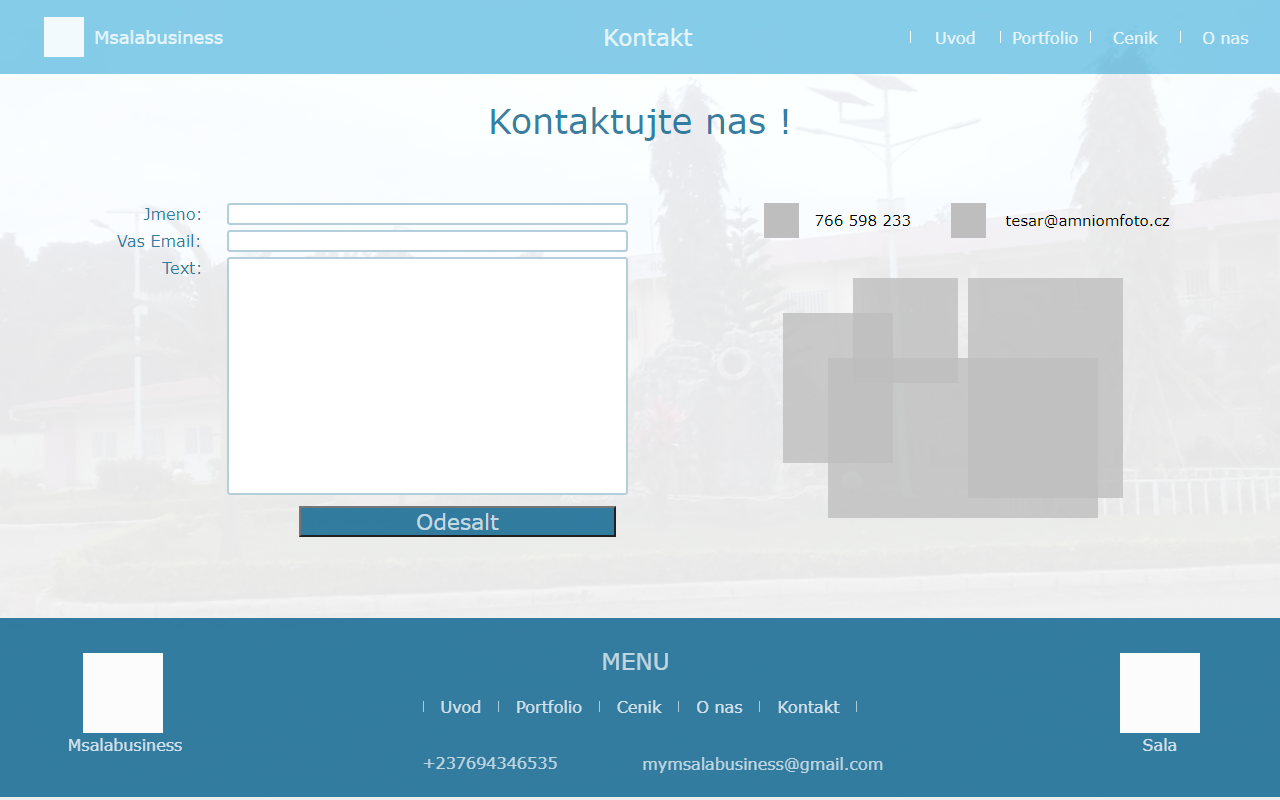 Msalabusiness
Kontakt
Uvod
Portfolio
Cenik
O nas
Kontaktujte nas !
Jmeno:
Vas Email:
Text:
Odesalt
766 598 233
tesar@amniomfoto.cz
Msalabusiness
MENU
Uvod
Portfolio
Cenik
O nas
Kontakt
+237694346535
mymsalabusiness@gmail.com
Sala